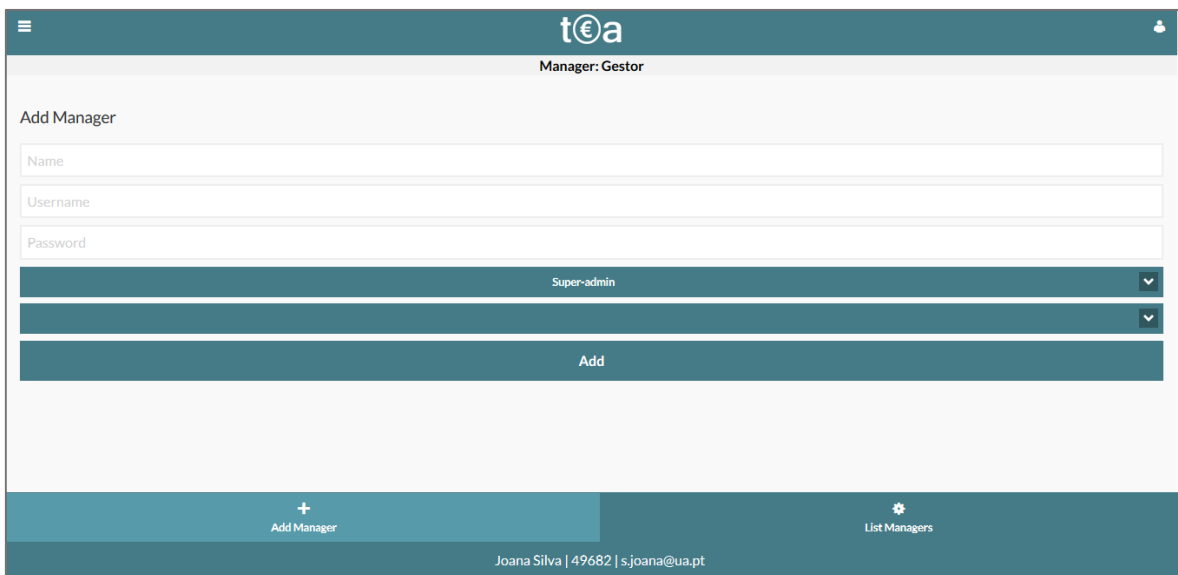 t€a
Manager: Gestor
Add Manager
Name
Username
Password
Super-admin
Add
Add Manager
List Managers
Joana Silva | 49682 | s.joana@ua.pt